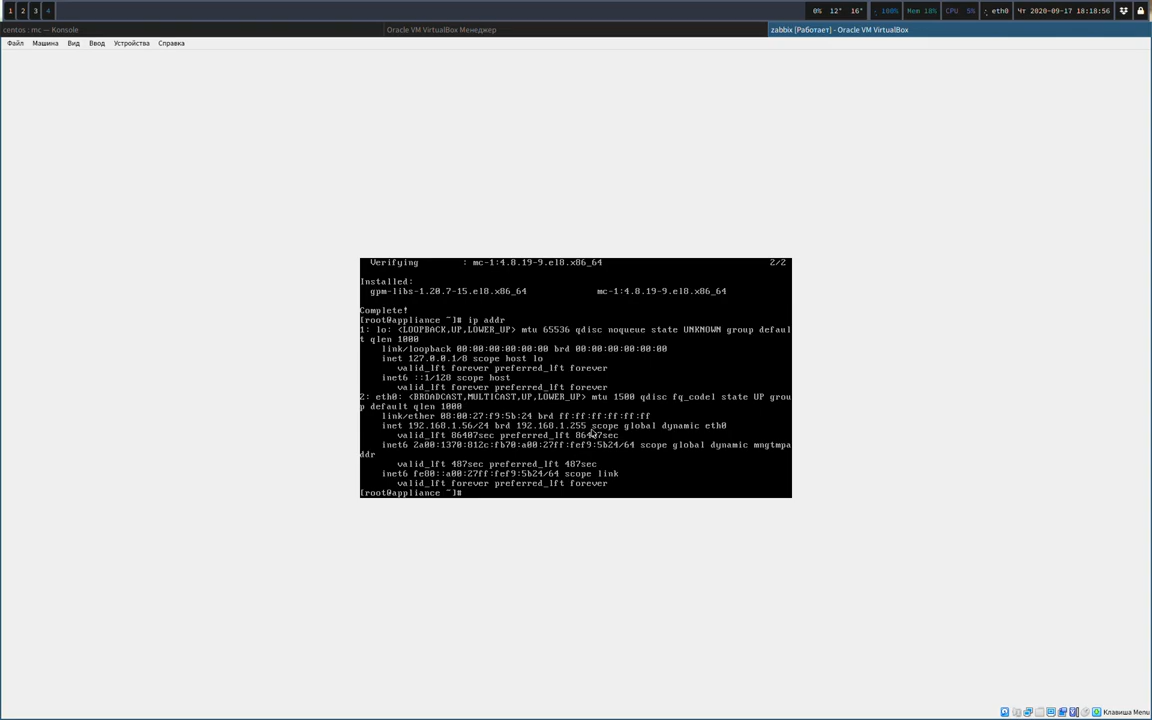 1 2 3 4 0% 12° 16° 100% Mem 18% CPU 5% eth0 Чт 2020-09-17 18:18:56
centos : mc — Konsole Oracle VM VirtualBox Менеджер zabbix [Работает] - Oracle VM VirtualBox
Файл Машина Вид Ввод Устройства Справка
Verifying : mc-1:4.8.19-9.el8.x86_64 2/2
Installed:
gpm-libs-1.20.7-15.el8.x86_64 mc-1:4.8.19-9.el8.x86_64
Complete!
[root@appliance ~]# ip addr
1: lo: <LOOPBACK,UP,LOWER_UP> mtu 65536 qdisc noqueue state UNKNOWN group defaul
t qlen 1000
link/loopback 00:00:00:00:00:00 brd 00:00:00:00:00:00
inet 127.0.0.1/8 scope host lo
valid_lft forever preferred_lft forever
inet6 ::1/128 scope host
valid_lft forever preferred_lft forever
2: eth0: <BROADCAST,MULTICAST,UP,LOWER_UP> mtu 1500 qdisc fq_codel state UP grou
p default qlen 1000
link/ether 08:00:27:f9:5b:24 brd ff:ff:ff:ff:ff:ff
inet 192.168.1.56/24 brd 192.168.1.255 scope global dynamic eth0
valid_lft 86407sec preferred_lft 86407sec
inet6 2a00:1370:812c:fb70:a00:27ff:fef9:5b24/64 scope global dynamic mngtmpa
ddr
valid_lft 487sec preferred_lft 487sec
inet6 fe80::a00:27ff:fef9:5b24/64 scope link
valid_lft forever preferred_lft forever
[root@appliance ~]#
Клавиша Menu